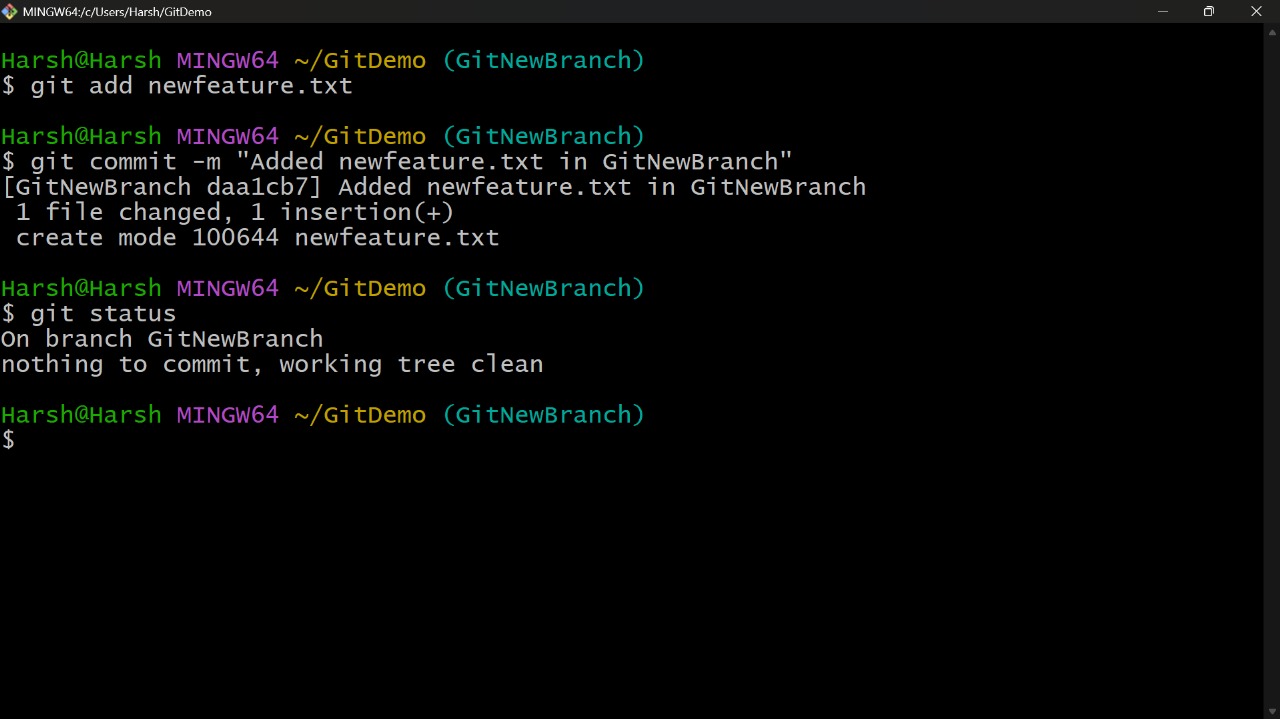 MINGW64:/c/Users/Harsh/GitDemo
Harsh@Harsh MINGW64 ~/GitDemo (GitNewBranch)
$ git add newfeature.txt
Harsh@Harsh MINGW64 ~/GitDemo (GitNewBranch)
$ git commit -m "Added newfeature.txt in GitNewBranch"
[GitNewBranch daa1cb7] Added newfeature.txt in GitNewBranch
 1 file changed, 1 insertion(+)
 create mode 100644 newfeature.txt
Harsh@Harsh MINGW64 ~/GitDemo (GitNewBranch)
$ git status
On branch GitNewBranch
nothing to commit, working tree clean
Harsh@Harsh MINGW64 ~/GitDemo (GitNewBranch)
$